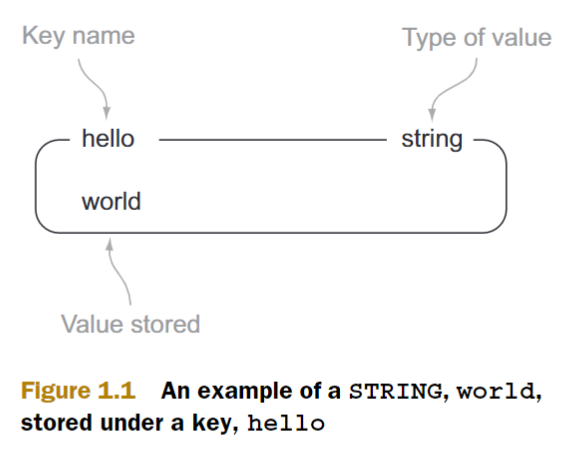 Key name
Type of value
hello
string
world
Value stored
Figure 1.1 An example of a STRING, world,
stored under a key, hello